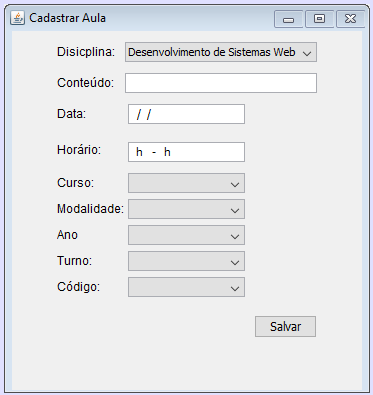 Cadastrar Aula
Disicplina: Desenvolvimento de Sistemas Web
Conteúdo:
Data: / /
Horário: h - h
Curso:
Modalidade:
Ano
Turno:
Código:
Salvar